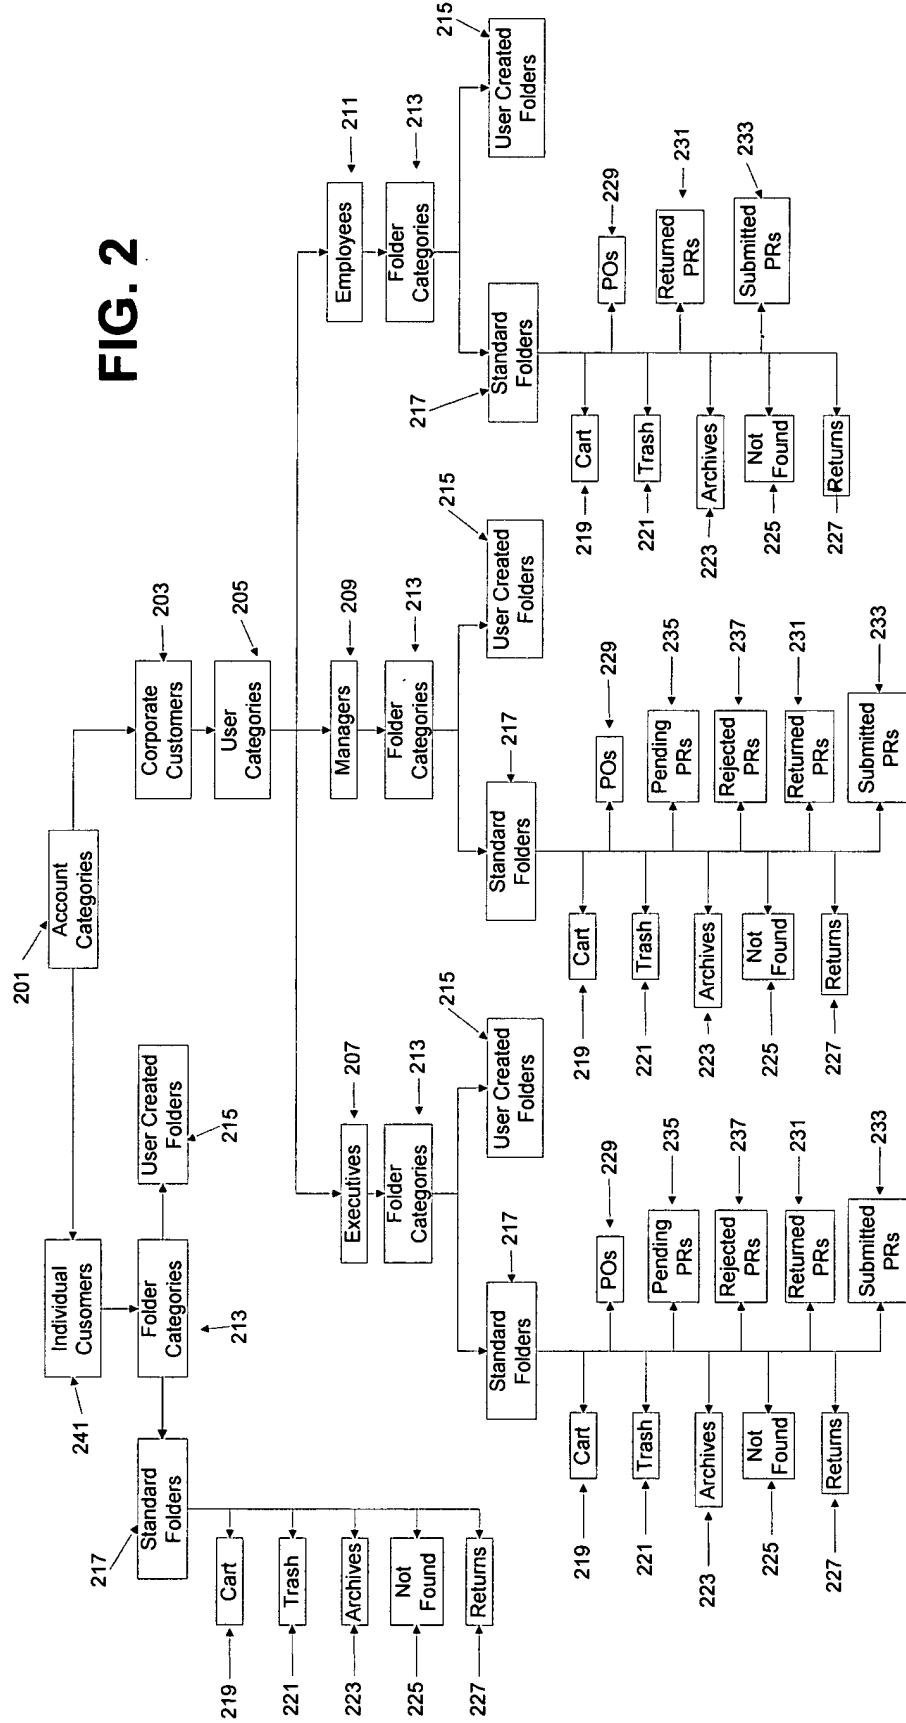 FIG. 2
201
Account
Categories
241
Individual
Cusomers
Folder
Categories
213
User Created
Folders
215
217
Standard
Folders
219
Cart
221
Trash
223
Archives
225
Not
Found
227
Returns
Corporate
Customers
203
User
Categories
205
Executives
207
Folder
Categories
213
Standard
Folders
217
User Created
Folders
215
219
Cart
POs
229
221
Trash
Pending
PRs
235
223
Archives
Rejected
PRs
237
225
Not
Found
Returned
PRs
231
227
Returns
Submitted
PRs
233
Managers
209
Folder
Categories
213
Standard
Folders
217
User Created
Folders
215
219
Cart
POs
229
221
Trash
Pending
PRs
235
223
Archives
Rejected
PRs
237
225
Not
Found
Returned
PRs
231
227
Returns
Submitted
PRs
233
Employees
211
Folder
Categories
213
217
Standard
Folders
User Created
Folders
215
219
Cart
POs
229
221
Trash
Returned
PRs
231
223
Archives
Submitted
PRs
233
225
Not
Found
227
Returns